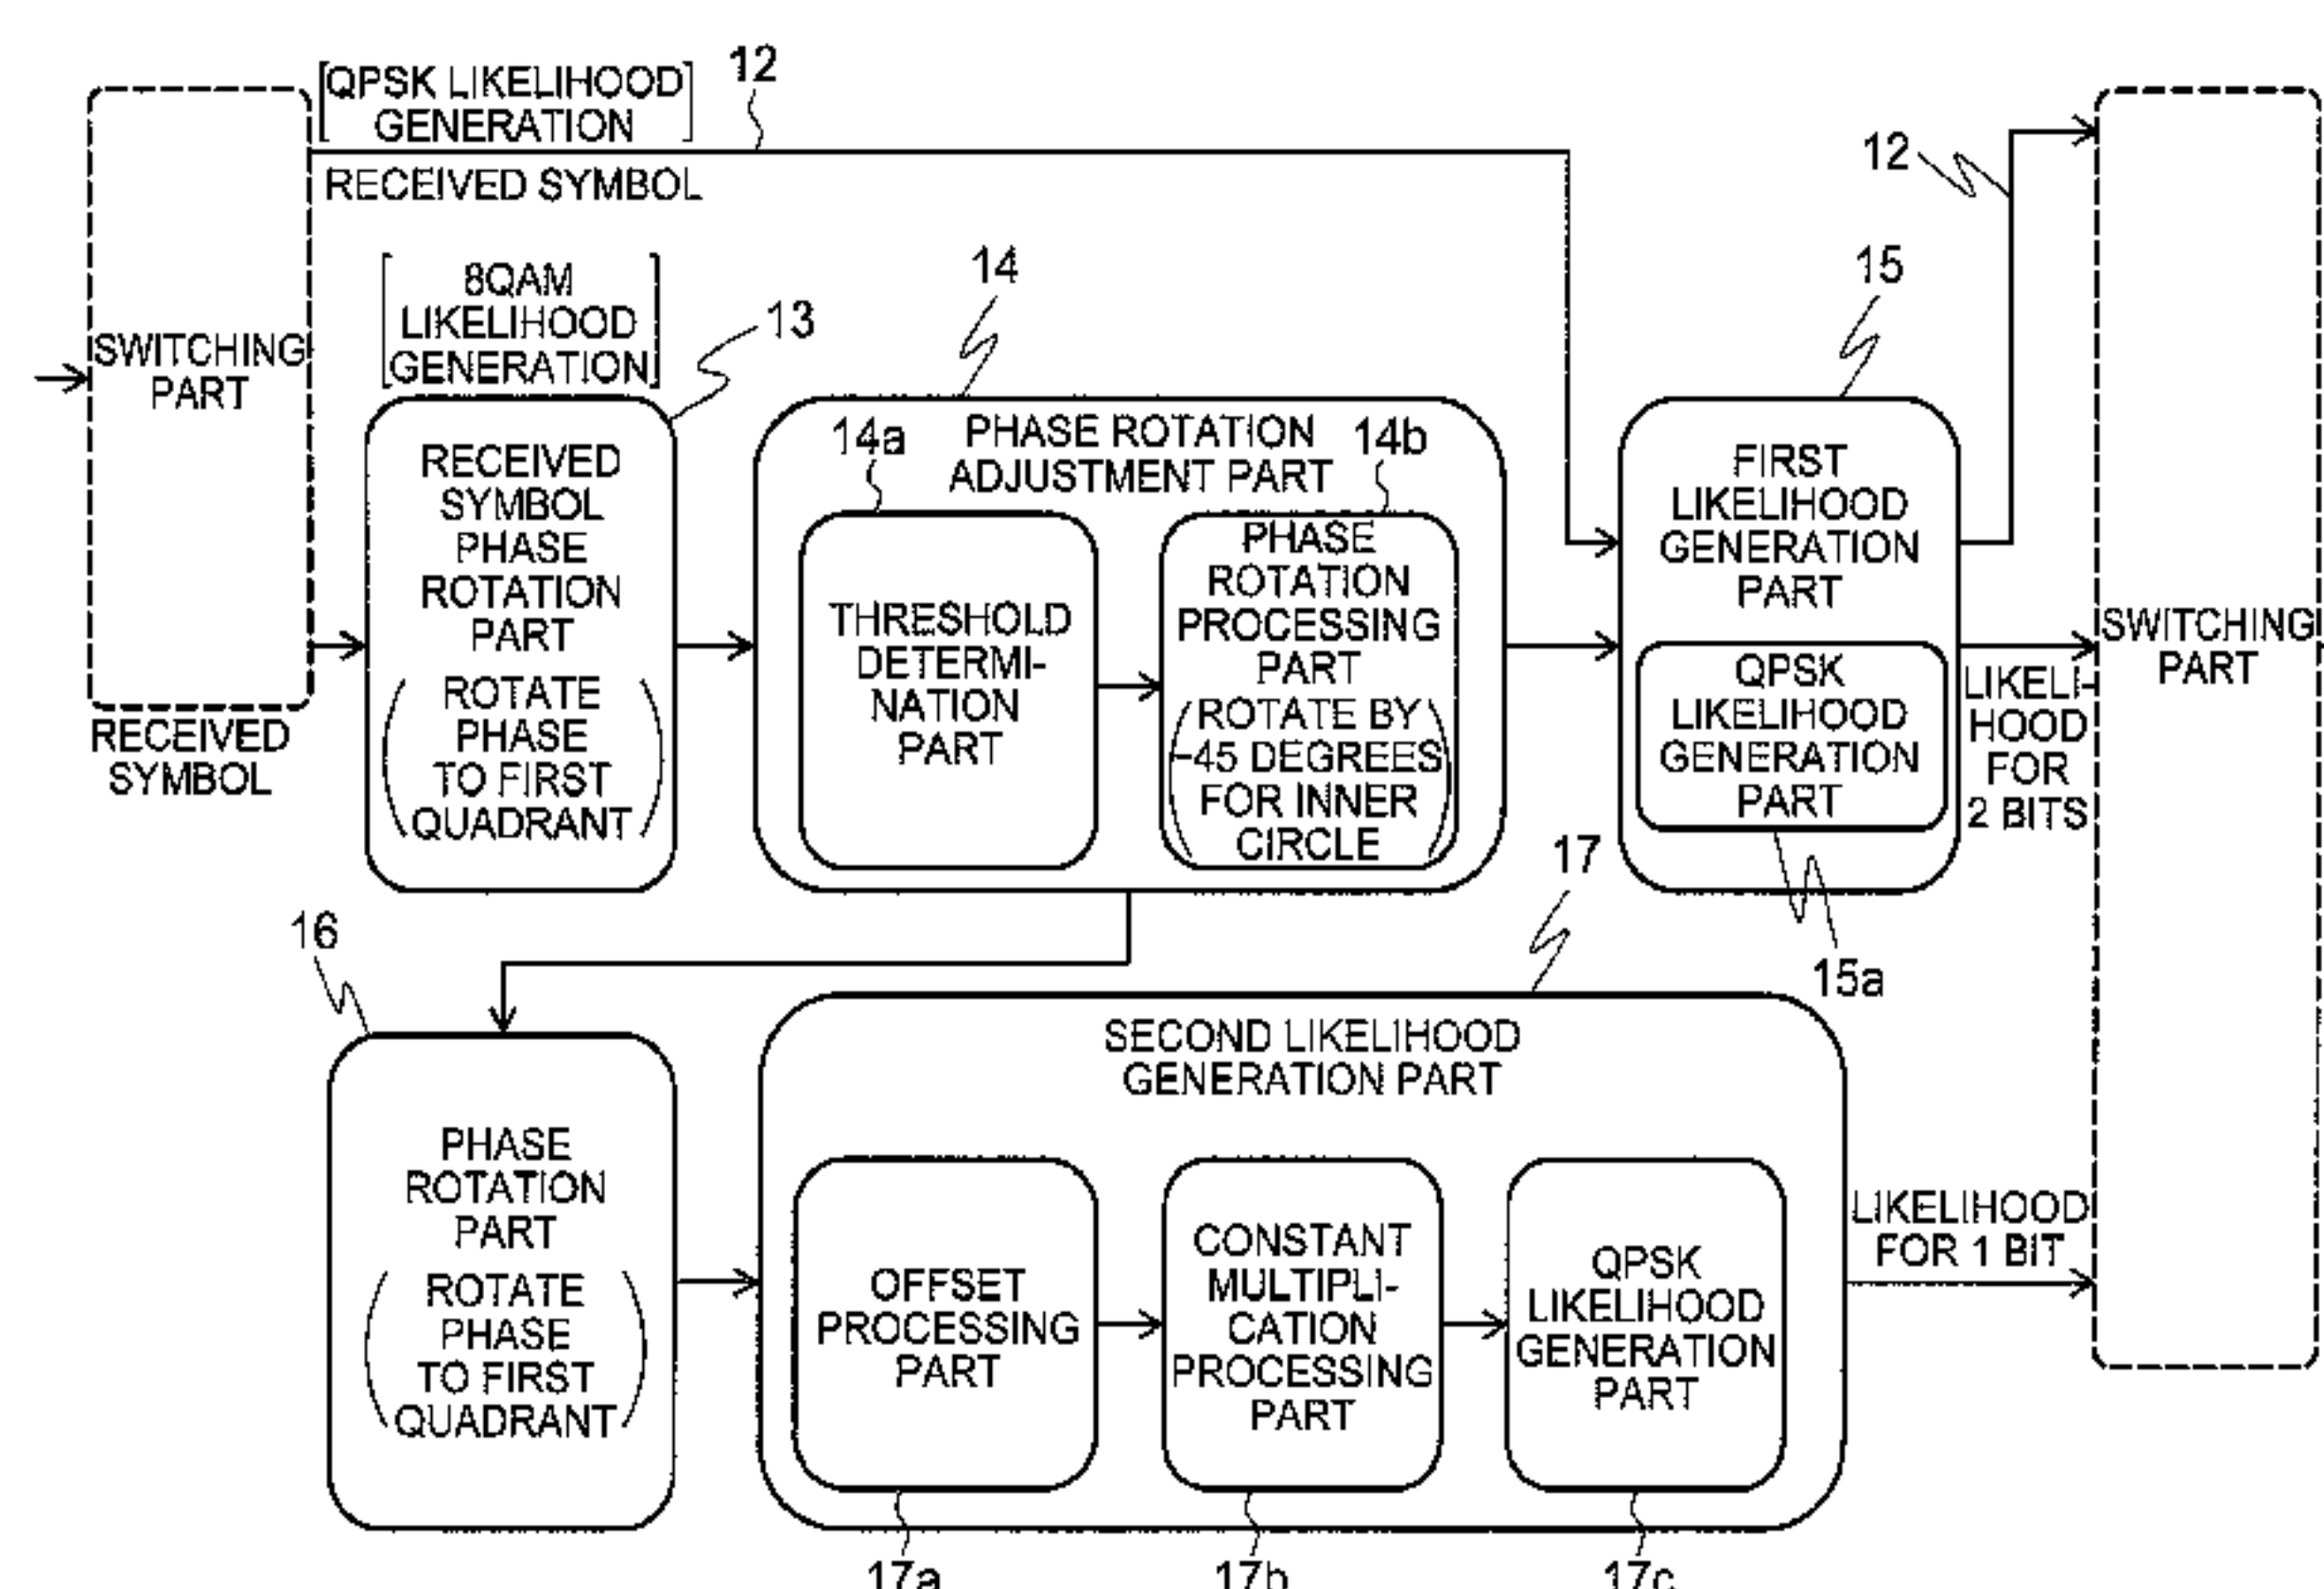 [QPSK LIKELIHOOD
GENERATION]
12
RECEIVED SYMBOL
12
SWITCHING
PART
RECEIVED
SYMBOL
[8QAM
LIKELIHOOD
GENERATION]
13
RECEIVED
SYMBOL
PHASE
ROTATION
PART
(ROTATE
PHASE
TO FIRST
QUADRANT)
14
PHASE ROTATION
ADJUSTMENT PART
14a
THRESHOLD
DETERMI-
NATION
PART
14b
PHASE
ROTATION
PROCESSING
PART
(ROTATE BY
-45 DEGREES
FOR INNER
CIRCLE)
15
FIRST
LIKELIHOOD
GENERATION
PART
QPSK
LIKELIHOOD
GENERATION
PART
15a
LIKELI-
HOOD
FOR
2 BITS
SWITCHING
PART
16
PHASE
ROTATION
PART
(ROTATE
PHASE
TO FIRST
QUADRANT)
17
SECOND LIKELIHOOD
GENERATION PART
OFFSET
PROCESSING
PART
17a
CONSTANT
MULTIPLI-
CATION
PROCESSING
PART
17b
QPSK
LIKELIHOOD
GENERATION
PART
17c
LIKELIHOOD
FOR 1 BIT